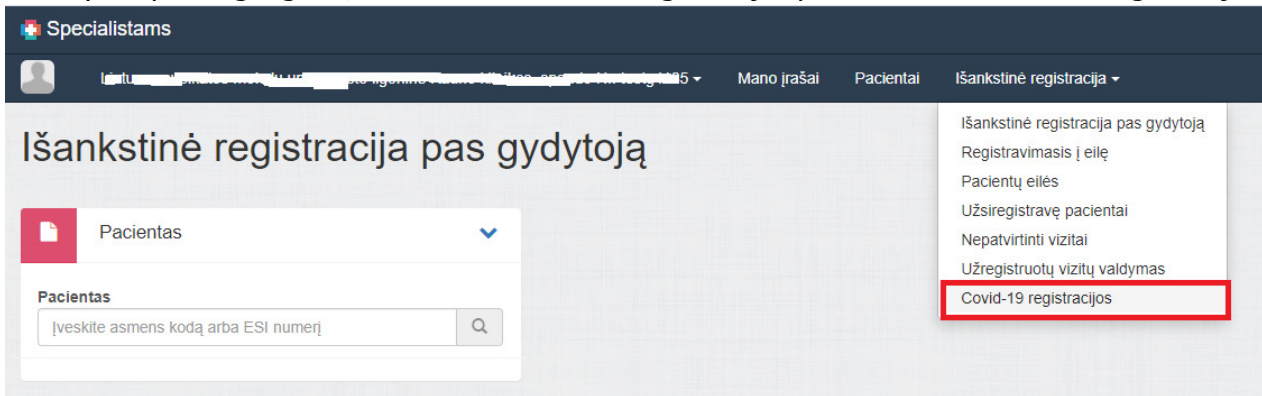 Specialistams
Mano įrašai
Pacientai
Išankstinė registracija
Išankstinė registracija pas gydytoją
Registravimasis į eilę
Pacientų eilės
Užsiregistravę pacientai
Nepatvirtinti vizitai
Užregistruotų vizitų valdymas
Covid-19 registracijos
Išankstinė registracija pas gydytoją
Pacientas
Pacientas
Įveskite asmens kodą arba ESI numerį